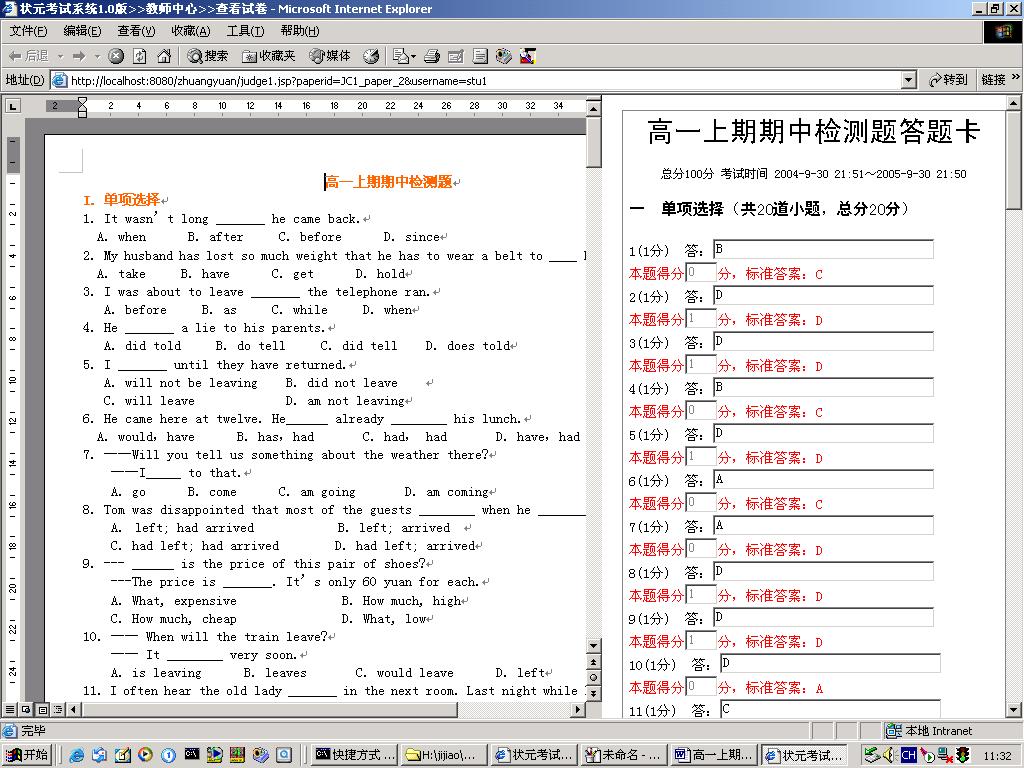 状元考试系统1.0版>>教师中心>>查看试卷 - Microsoft Internet Explorer
文件(F) 编辑(E) 查看(V) 收藏(A) 工具(T) 帮助(H)
后退 搜索 收藏夹 媒体
地址(D) http://localhost:8080/zhuangyuan/judge1.jsp?paperid=JC1_paper_2&username=stu1 转到 链接 »
2 2 4 6 8 10 12 14 16 18 20 22 24 26 28 30 32 34
高一上期期中检测题
I. 单项选择
1. It wasn't long _______ he came back.
A. when B. after C. before D. since
2. My husband has lost so much weight that he has to wear a belt to ____
A. take B. have C. get D. hold
3. I was about to leave _______ the telephone ran.
A. before B. as C. while D. when
4. He _______ a lie to his parents.
A. did told B. do tell C. did tell D. does told
5. I _______ until they have returned.
A. will not be leaving B. did not leave
C. will leave D. am not leaving
6. He came here at twelve. He______ already ________ his lunch.
A. would, have B. has, had C. had, had D. have, had
7. ——Will you tell us something about the weather there?
——I_____ to that.
A. go B. come C. am going D. am coming
8. Tom was disappointed that most of the guests ________ when he _______
A. left; had arrived B. left; arrived
C. had left; had arrived D. had left; arrived
9. --- ______ is the price of this pair of shoes?
---The price is _______. It's only 60 yuan for each.
A. What, expensive B. How much, high
C. How much, cheap D. What, low
10. —— When will the train leave?
—— It ________ very soon.
A. is leaving B. leaves C. would leave D. left
11. I often hear the old lady _______ in the next room. Last night while
高一上期期中检测题答题卡
总分100分 考试时间 2004-9-30 21:51～2005-9-30 21:50
一 单项选择（共20道小题，总分20分）
1(1分) 答: B
本题得分 0 分, 标准答案: C
2(1分) 答: D
本题得分 1 分, 标准答案: D
3(1分) 答: D
本题得分 1 分, 标准答案: D
4(1分) 答: B
本题得分 0 分, 标准答案: C
5(1分) 答: D
本题得分 1 分, 标准答案: D
6(1分) 答: A
本题得分 0 分, 标准答案: C
7(1分) 答: A
本题得分 0 分, 标准答案: D
8(1分) 答: D
本题得分 1 分, 标准答案: D
9(1分) 答: D
本题得分 1 分, 标准答案: D
10(1分) 答: D
本题得分 0 分, 标准答案: A
11(1分) 答: C
完毕 本地 Intranet
开始 快捷方式 ... H:\jijiao\... 状元考试... 未命名 - ... 高一上期... 状元考试... CH 11:32